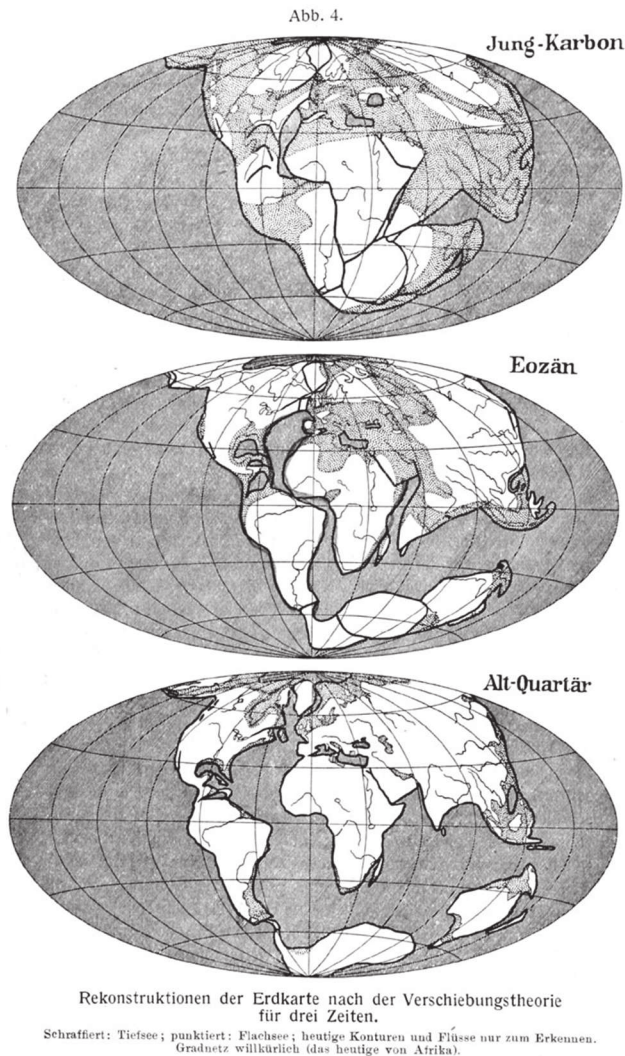 Abb. 4.
Jung-Karbon
Eozän
Alt-Quartär
Rekonstruktionen der Erdkarte nach der Verschiebungstheorie
für drei Zeiten.
Schraffiert: Tiefsee; punktiert: Flachsee; heutige Konturen und Flüsse nur zum Erkennen.
Gradnetz willkürlich (das heutige von Afrika).